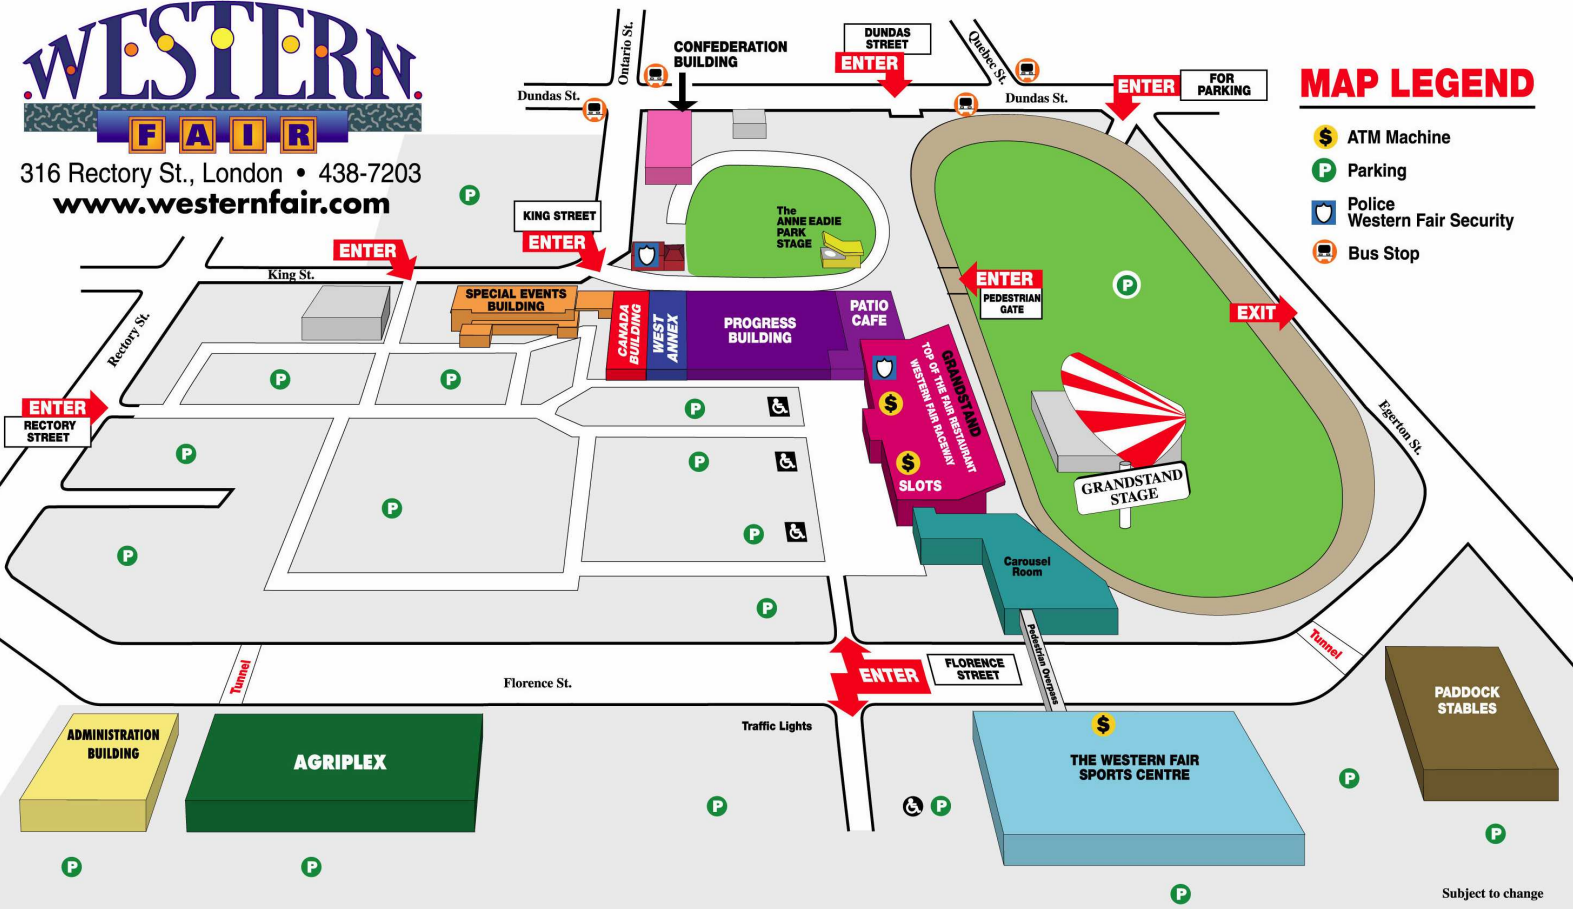 WESTERN
FAIR
316 Rectory St., London • 438-7203
www.westernfair.com
MAP LEGEND
$ ATM Machine
P Parking
Police
Western Fair Security
Bus Stop
CONFEDERATION
BUILDING
Ontario St.
DUNDAS
STREET
ENTER
Quebec St.
Dundas St.
Dundas St.
ENTER
FOR
PARKING
P
KING STREET
ENTER
ENTER
King St.
The
ANNE EADIE
PARK
STAGE
ENTER
PEDESTRIAN
GATE
P
EXIT
Rectory St.
SPECIAL EVENTS
BUILDING
CANADA
BUILDING
WEST
ANNEX
PROGRESS
BUILDING
PATIO
CAFE
GRANDSTAND
TOP OF THE FAIR RESTAURANT
WESTERN FAIR RACEWAY
$
$
SLOTS
ENTER
RECTORY
STREET
P
P
P
P
P
P
P
P
P
GRANDSTAND
STAGE
Egerton St.
Carousel
Room
Pedestrian Overpass
Tunnel
Tunnel
Florence St.
ENTER
FLORENCE
STREET
Traffic Lights
ADMINISTRATION
BUILDING
AGRIPLEX
$
THE WESTERN FAIR
SPORTS CENTRE
PADDOCK
STABLES
P
P
P
P
P
P
P
Subject to change